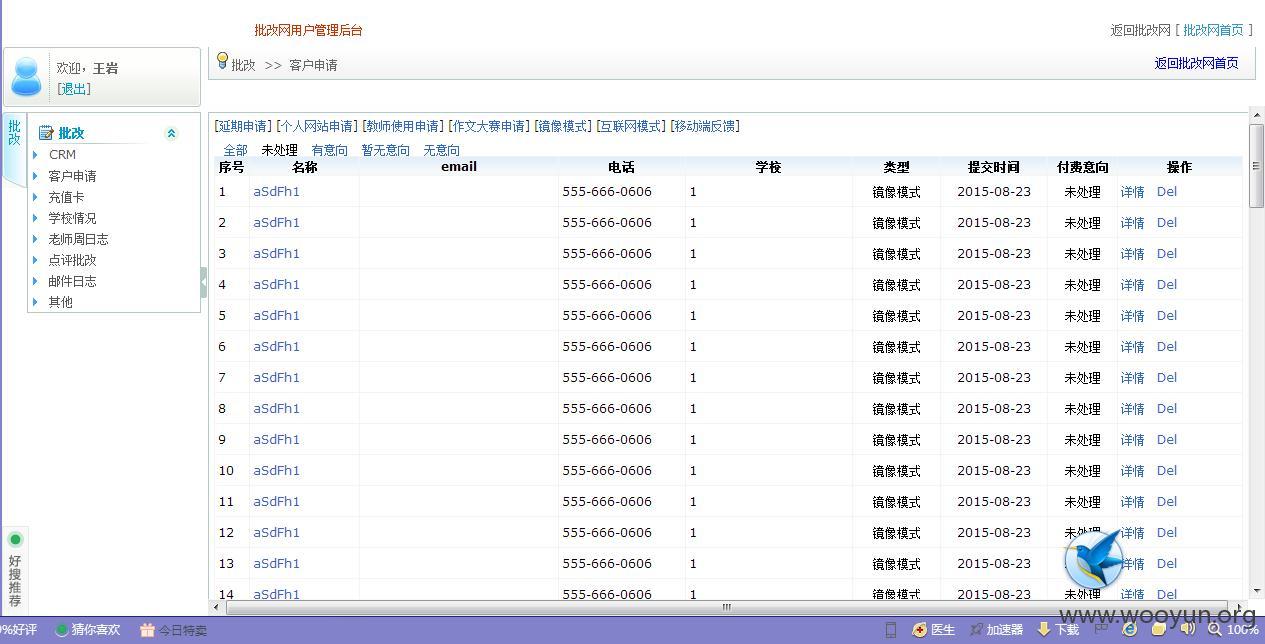 批改网用户管理后台
返回批改网 [ 批改网首页 ]
欢迎, 王岩
[退出]
批改 >> 客户申请
返回批改网首页
批改
批改
CRM
客户申请
充值卡
学校情况
老师周日志
点评批改
邮件日志
其他
[延期申请] [个人网站申请] [教师使用申请] [作文大赛申请] [镜像模式] [互联网模式] [移动端反馈]
全部 未处理 有意向 暂无意向 无意向
序号 名称 email 电话 学校 类型 提交时间 付费意向 操作
1 aSdFh1 555-666-0606 1 镜像模式 2015-08-23 未处理 详情 Del
2 aSdFh1 555-666-0606 1 镜像模式 2015-08-23 未处理 详情 Del
3 aSdFh1 555-666-0606 1 镜像模式 2015-08-23 未处理 详情 Del
4 aSdFh1 555-666-0606 1 镜像模式 2015-08-23 未处理 详情 Del
5 aSdFh1 555-666-0606 1 镜像模式 2015-08-23 未处理 详情 Del
6 aSdFh1 555-666-0606 1 镜像模式 2015-08-23 未处理 详情 Del
7 aSdFh1 555-666-0606 1 镜像模式 2015-08-23 未处理 详情 Del
8 aSdFh1 555-666-0606 1 镜像模式 2015-08-23 未处理 详情 Del
9 aSdFh1 555-666-0606 1 镜像模式 2015-08-23 未处理 详情 Del
10 aSdFh1 555-666-0606 1 镜像模式 2015-08-23 未处理 详情 Del
11 aSdFh1 555-666-0606 1 镜像模式 2015-08-23 未处理 详情 Del
12 aSdFh1 555-666-0606 1 镜像模式 2015-08-23 未处理 详情 Del
13 aSdFh1 555-666-0606 1 镜像模式 2015-08-23 详情 Del
14 aSdFh1 555-666-0606 1 镜像模式 2015-08-23 未处理 详情 Del
好搜推荐
www.wooyun.org
%好评 猜你喜欢 今日特卖 医生 加速器 下载 100%